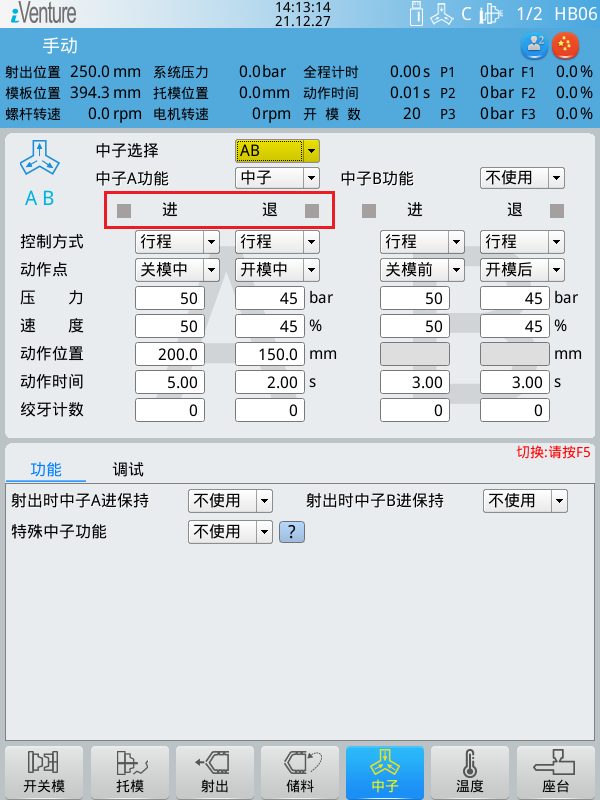 iVenture 14:13:14 C 1/2 HB06
21.12.27
手动 2
射出位置 250.0 mm 系统压力 0.0bar 全程计时 0.00 s P1 0bar F1 0.0%
模板位置 394.3 mm 托模位置 0.0mm 动作时间 0.01 s P2 0bar F2 0.0%
螺杆转速 0.0 rpm 电机转速 0rpm 开 模 数 20 P3 0bar F3 0.0%
中子选择 AB
中子A功能 中子 中子B功能 不使用
A B
进 退 进 退
控制方式 行程 行程 行程 行程
动作点 关模中 开模中 关模前 开模后
压 力 50 45 bar 50 45 bar
速 度 50 45 % 50 45 %
动作位置 200.0 150.0 mm mm
动作时间 5.00 2.00 s 3.00 3.00 s
绞牙计数 0 0 0 0
切换:请按F5
功能 调试
射出时中子A进保持 不使用 射出时中子B进保持 不使用
特殊中子功能 不使用 ?
开关模 托模 射出 储料 中子 温度 座台